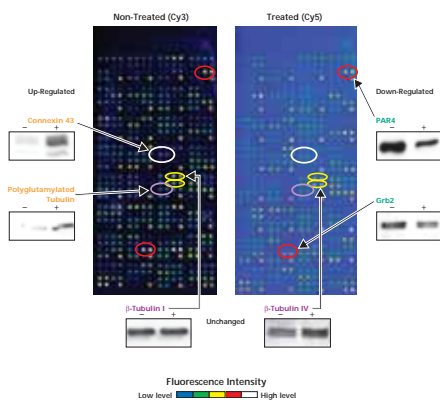 Non-Treated (Cy3)
Treated (Cy5)
Up-Regulated
Down-Regulated
Connexin 43
− +
PAR4
− +
Polyglutamylated
Tubulin
− +
Grb2
− +
β-Tubulin I
− +
Unchanged
β-Tubulin IV
− +
Fluorescence Intensity
Low level
High level